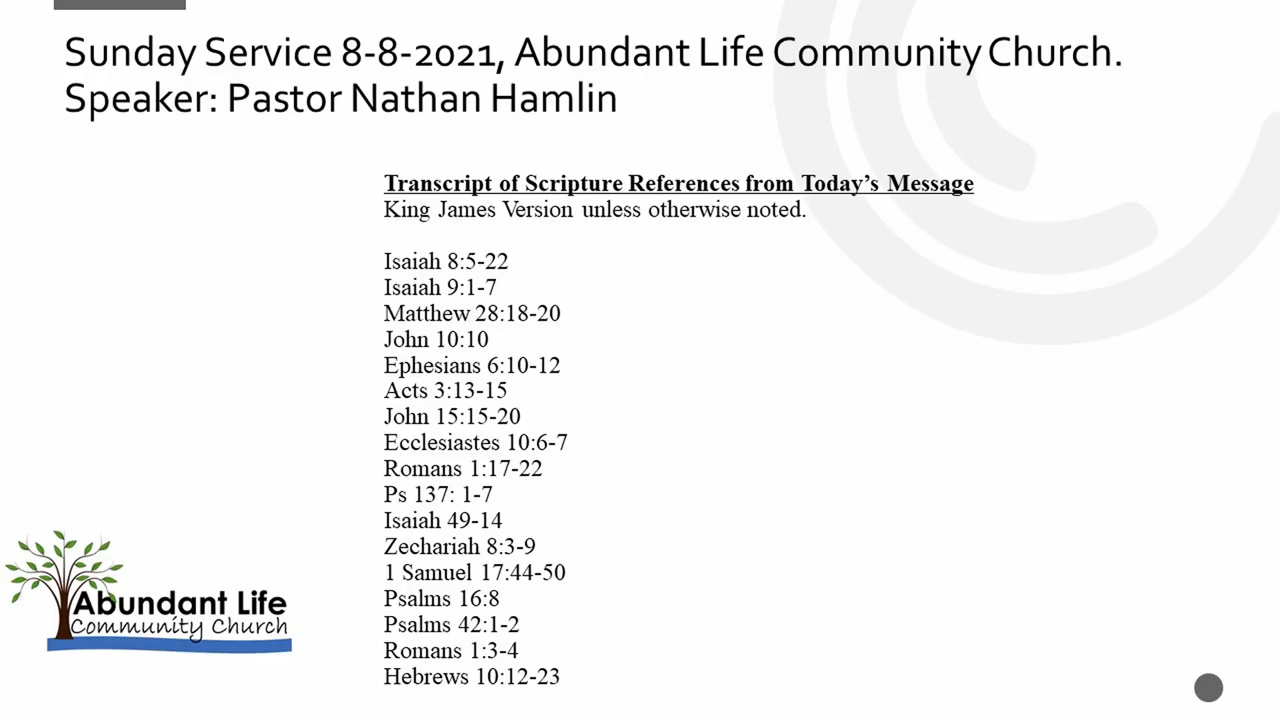 Sunday Service 8-8-2021, Abundant Life Community Church.
Speaker: Pastor Nathan Hamlin
Transcript of Scripture References from Today's Message
King James Version unless otherwise noted.
Isaiah 8:5-22
Isaiah 9:1-7
Matthew 28:18-20
John 10:10
Ephesians 6:10-12
Acts 3:13-15
John 15:15-20
Ecclesiastes 10:6-7
Romans 1:17-22
Ps 137: 1-7
Isaiah 49-14
Zechariah 8:3-9
1 Samuel 17:44-50
Psalms 16:8
Psalms 42:1-2
Romans 1:3-4
Hebrews 10:12-23
Abundant Life
Community Church